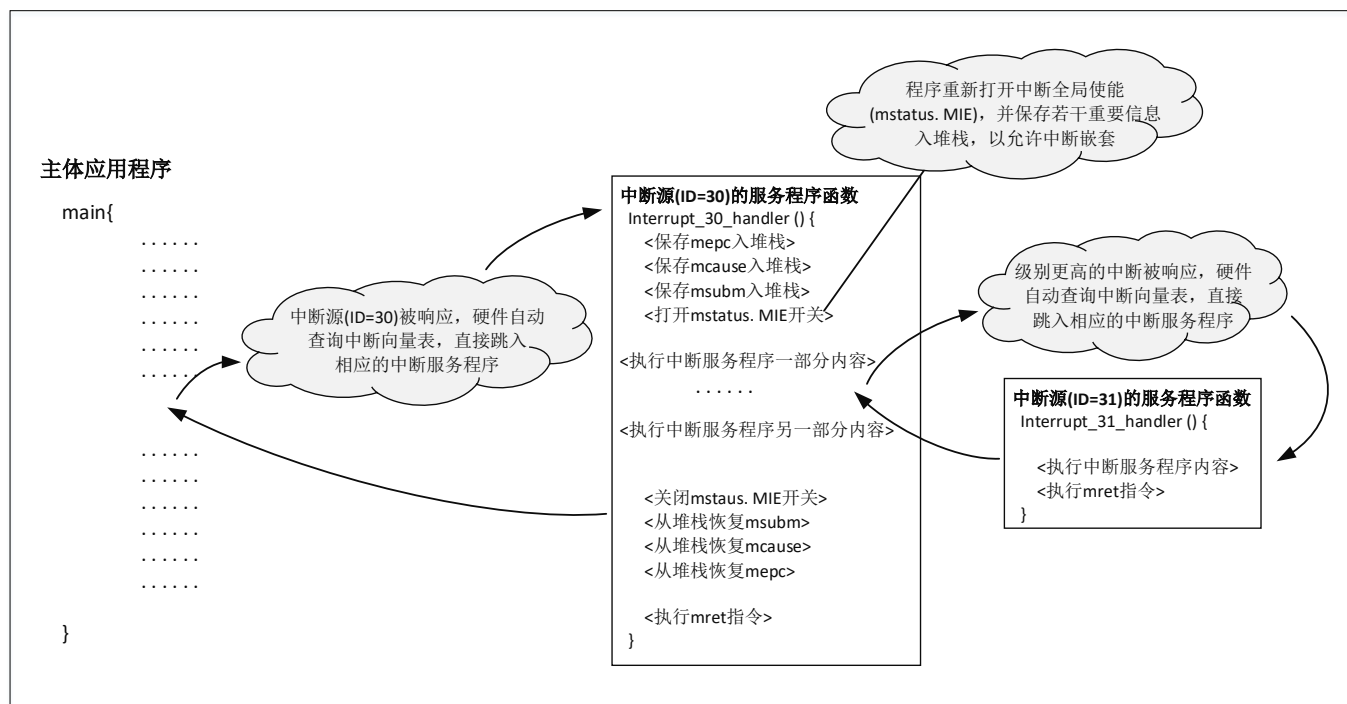 主体应用程序
main{
. . . . . .
. . . . . .
. . . . . .
. . . . . .
. . . . . .
. . . . . .
. . . . . .
. . . . . .
. . . . . .
. . . . . .
. . . . . .
. . . . . .
}
中断源(ID=30)被响应，硬件自动
查询中断向量表，直接跳入
相应的中断服务程序
中断源(ID=30)的服务程序函数
Interrupt_30_handler () {
<保存mepc入堆栈>
<保存mcause入堆栈>
<保存msubm入堆栈>
<打开mstatus. MIE开关>
<执行中断服务程序一部分内容>
. . . . . .
<执行中断服务程序另一部分内容>
<关闭mstaus. MIE开关>
<从堆栈恢复msubm>
<从堆栈恢复mcause>
<从堆栈恢复mepc>
<执行mret指令>
}
程序重新打开中断全局使能
(mstatus. MIE)，并保存若干重要信息
入堆栈，以允许中断嵌套
级别更高的中断被响应，硬件
自动查询中断向量表，直接
跳入相应的中断服务程序
中断源(ID=31)的服务程序函数
Interrupt_31_handler () {
<执行中断服务程序内容>
<执行mret指令>
}